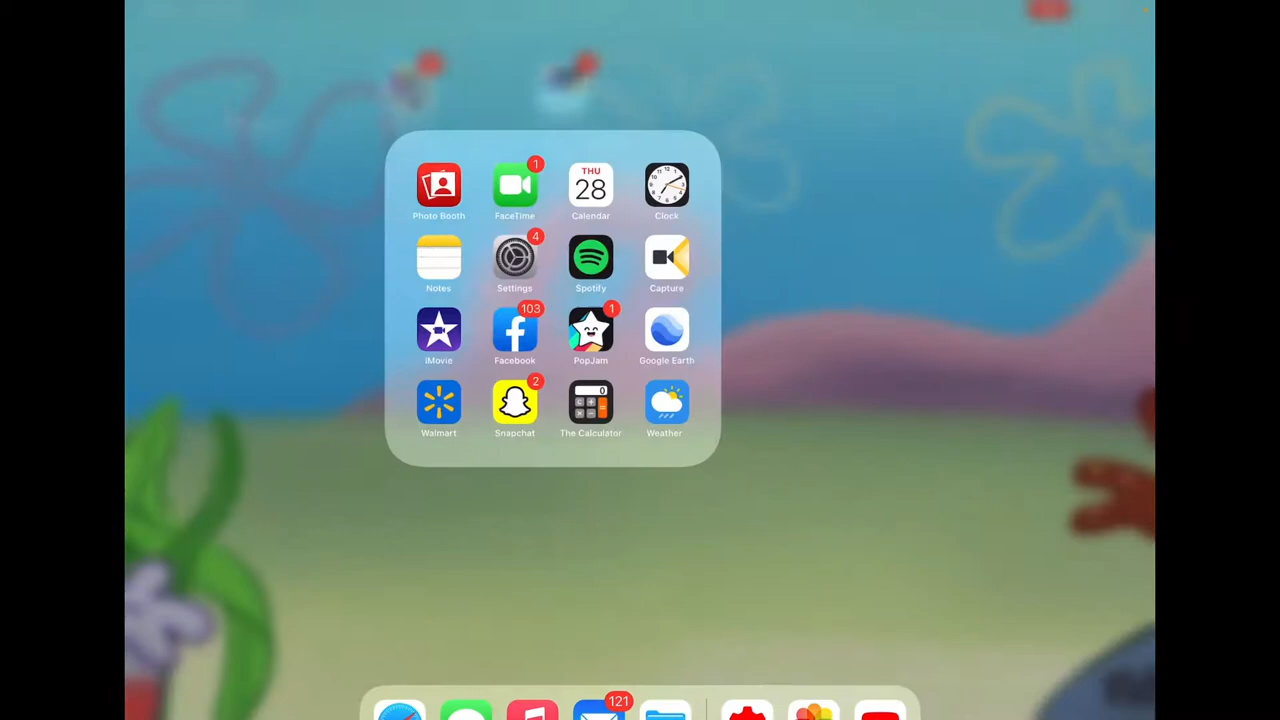 1
THU
28
Photo Booth FaceTime Calendar Clock
4
Notes Settings Spotify Capture
103 1
iMovie Facebook PopJam Google Earth
2
0
Walmart Snapchat The Calculator Weather
121